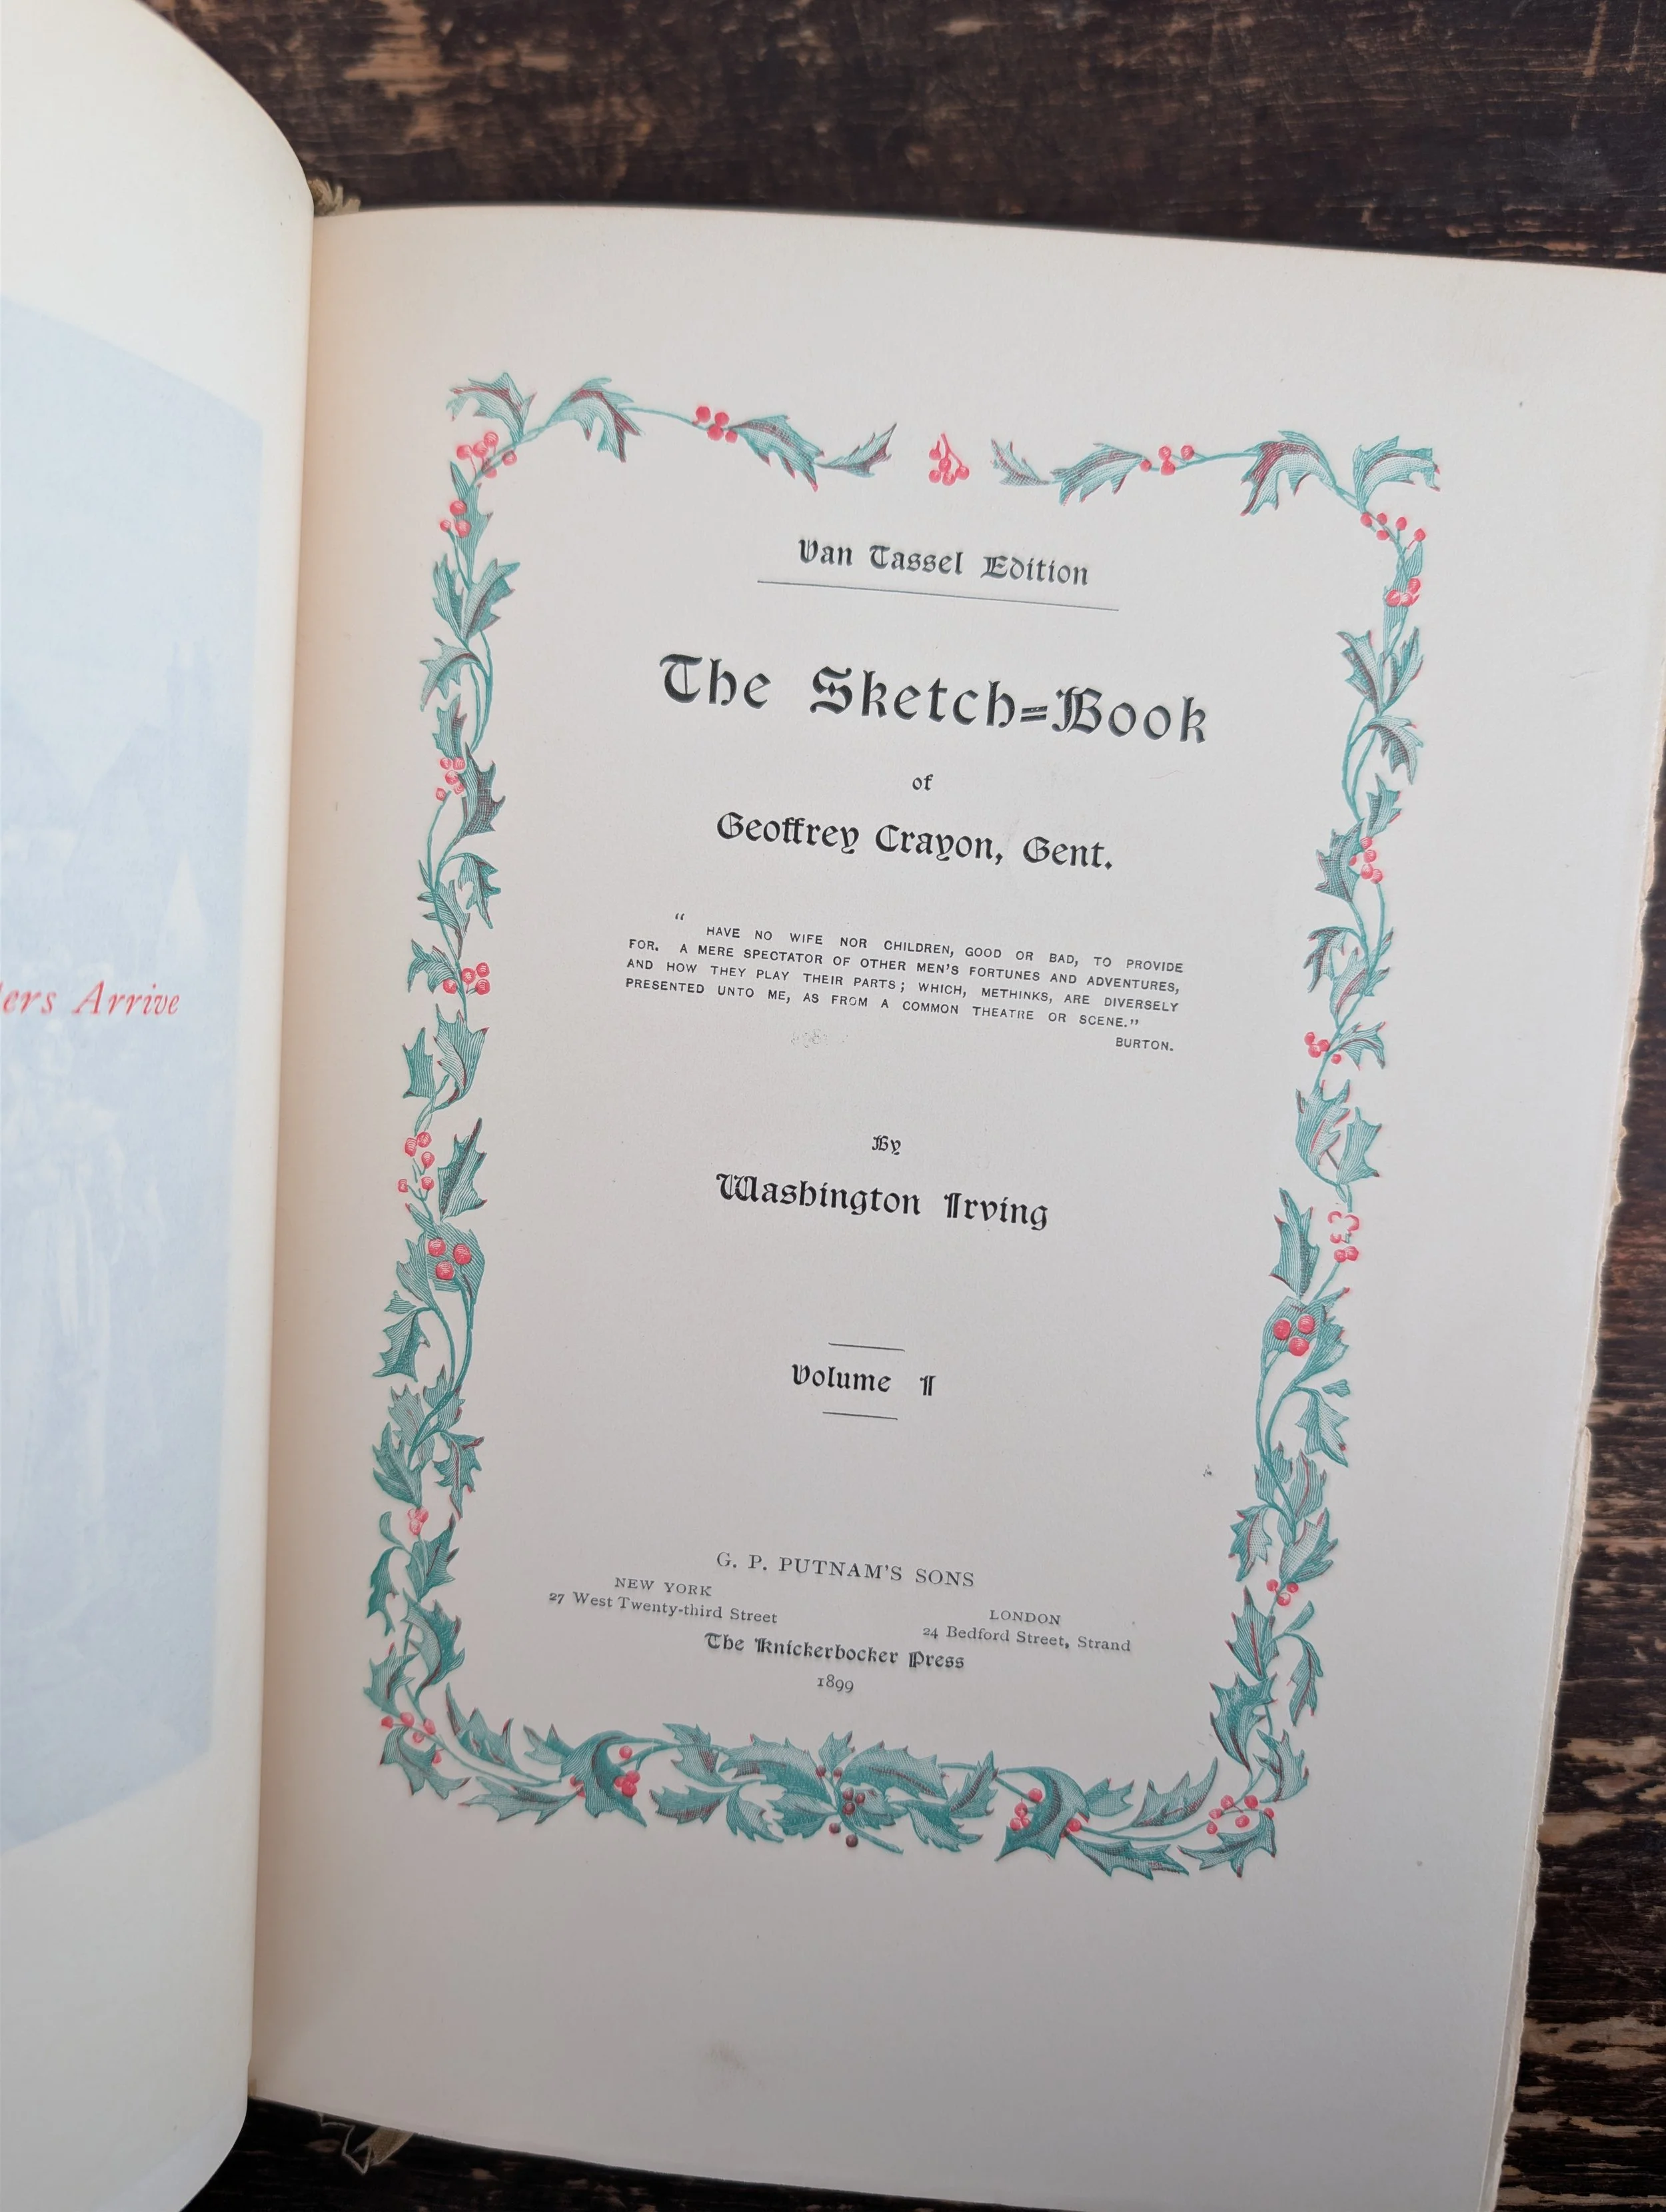 Arrive
Van Tassel Edition
The Sketch=Book
of
Geoffrey Crayon, Gent.
“ HAVE NO WIFE NOR CHILDREN, GOOD OR BAD, TO PROVIDE
FOR. A MERE SPECTATOR OF OTHER MEN'S FORTUNES AND ADVENTURES,
AND HOW THEY PLAY THEIR PARTS; WHICH, METHINKS, ARE DIVERSELY
PRESENTED UNTO ME, AS FROM A COMMON THEATRE OR SCENE.”
BURTON.
By
Washington Irving
Volume I
G. P. PUTNAM'S SONS
NEW YORK
27 West Twenty-third Street
LONDON
24 Bedford Street, Strand
The Knickerbocker Press
1899